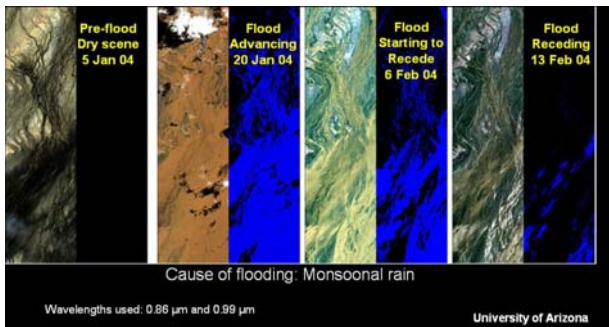 Pre-flood
Dry scene
5 Jan 04
Flood
Advancing
20 Jan 04
Flood
Starting to
Recede
6 Feb 04
Flood
Receding
13 Feb 04
Cause of flooding: Monsoonal rain
Wavelengths used: 0.86 µm and 0.99 µm
University of Arizona